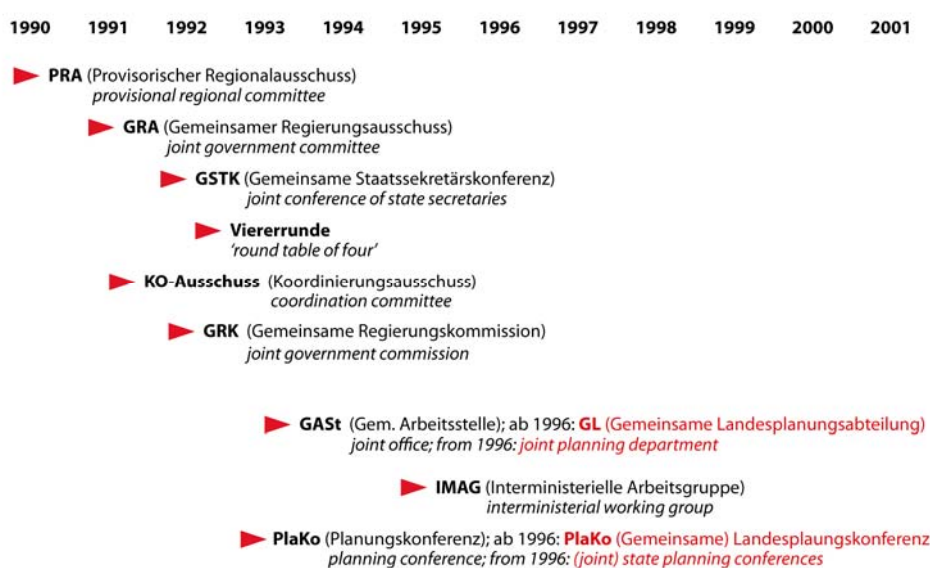 1990 1991 1992 1993 1994 1995 1996 1997 1998 1999 2000 2001
PRA (Provisorischer Regionalausschuss)
provisional regional committee
GRA (Gemeinsamer Regierungsausschuss)
joint government committee
GSTK (Gemeinsame Staatssekretärskonferenz)
joint conference of state secretaries
Viererrunde
‘round table of four’
KO-Ausschuss (Koordinierungsausschuss)
coordination committee
GRK (Gemeinsame Regierungskommission)
joint government commission
GASt (Gem. Arbeitsstelle); ab 1996: GL (Gemeinsame Landesplanungsabteilung)
joint office; from 1996: joint planning department
IMAG (Interministerielle Arbeitsgruppe)
interministerial working group
PlaKo (Planungskonferenz); ab 1996: PlaKo (Gemeinsame) Landesplaungskonferenz
planning conference; from 1996: (joint) state planning conferences